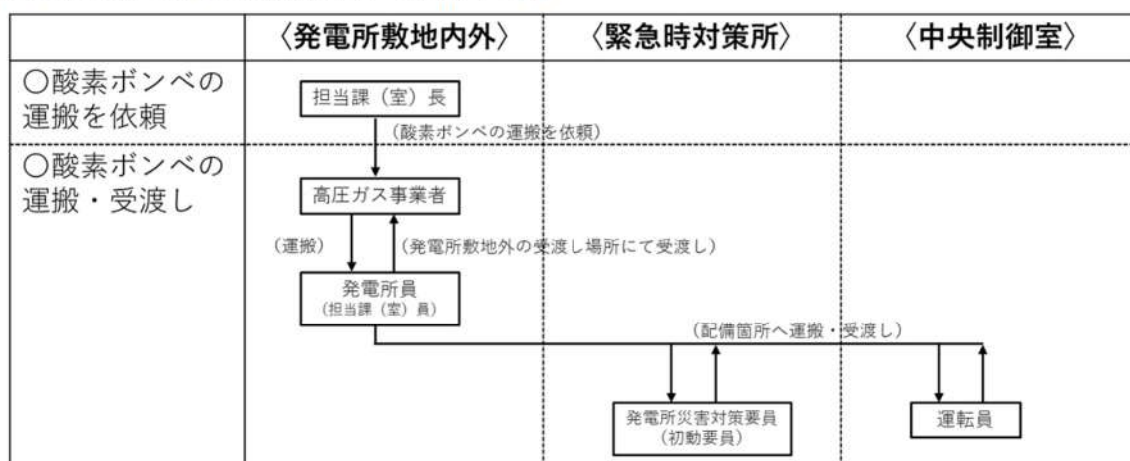 〈発電所敷地内外〉
〈緊急時対策所〉
〈中央制御室〉
〇酸素ボンベの
運搬を依頼
担当課（室）長
（酸素ボンベの運搬を依頼）
〇酸素ボンベの
運搬・受渡し
高圧ガス事業者
（運搬）
（発電所敷地外の受渡し場所にて受渡し）
発電所員
（担当課（室）員）
（配備箇所へ運搬・受渡し）
発電所災害対策要員
（初動要員）
運転員